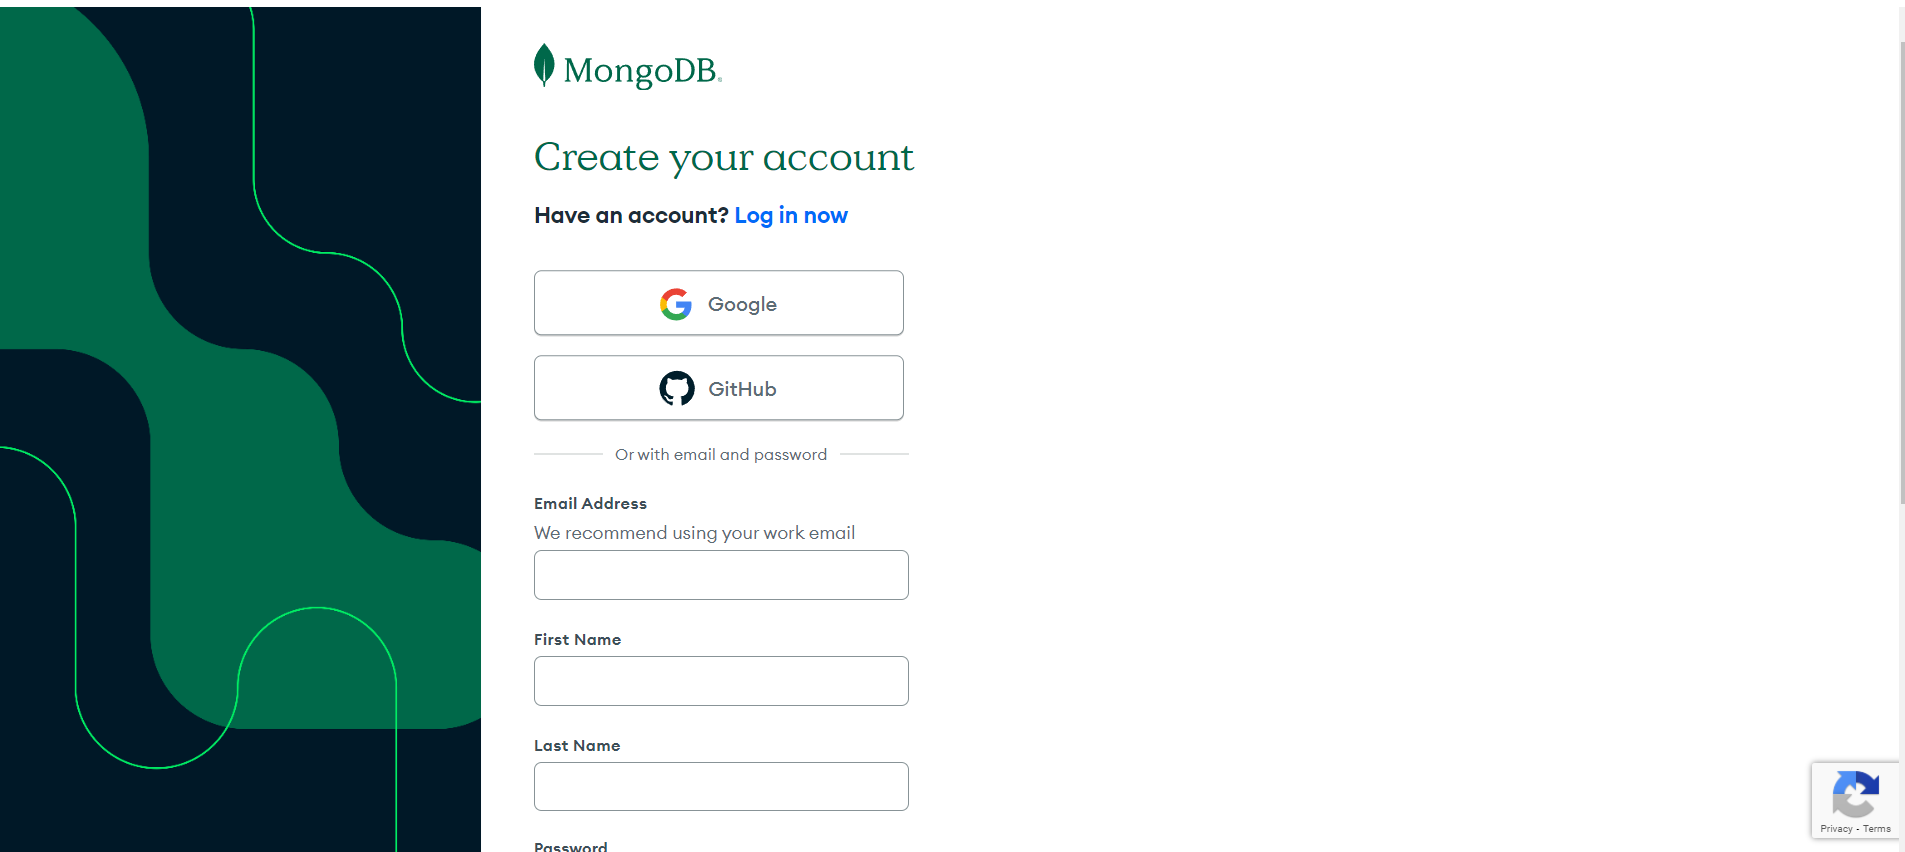 MongoDB
Create your account
Have an account? Log in now
Google
GitHub
Or with email and password
Email Address
We recommend using your work email
First Name
Last Name
Password
Privacy - Terms